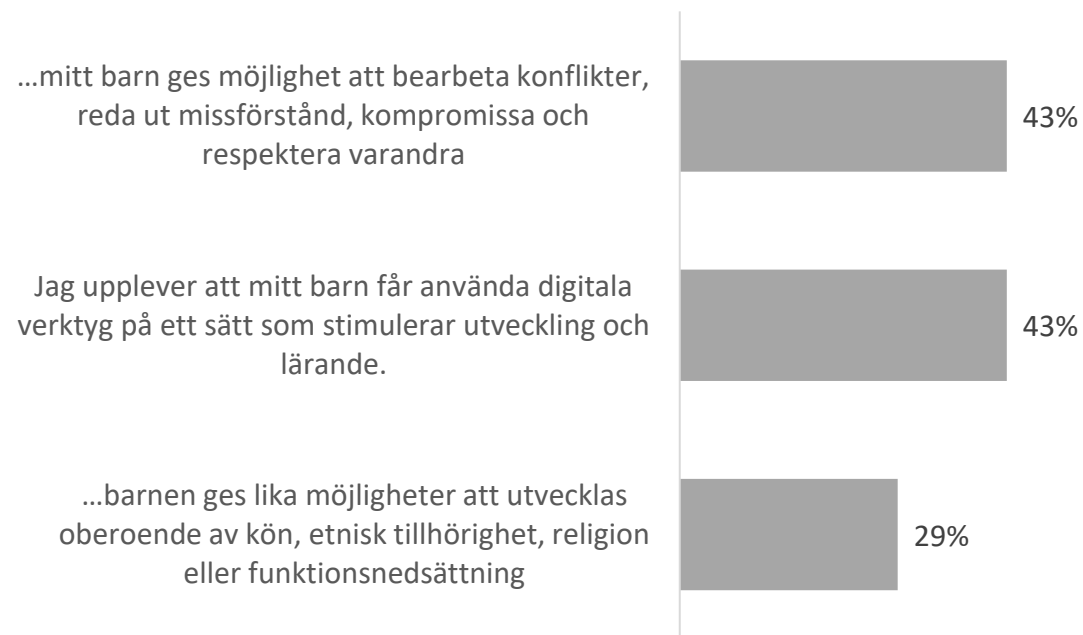 …mitt barn ges möjlighet att bearbeta konflikter,
reda ut missförstånd, kompromissa och
respektera varandra
43%
Jag upplever att mitt barn får använda digitala
verktyg på ett sätt som stimulerar utveckling och
lärande.
43%
…barnen ges lika möjligheter att utvecklas
oberoende av kön, etnisk tillhörighet, religion
eller funktionsnedsättning
29%